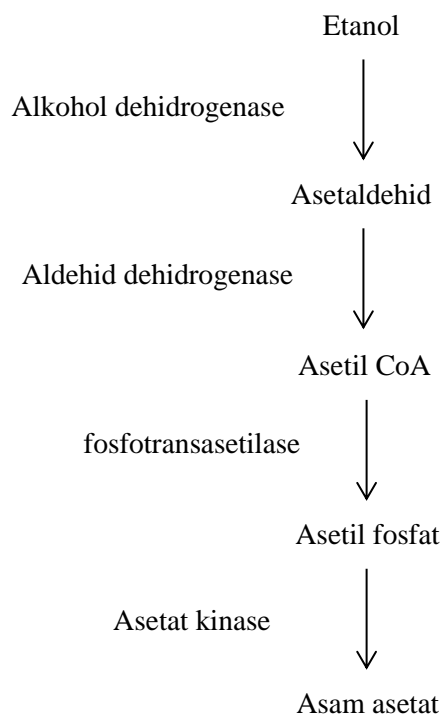 Etanol
Alkohol dehidrogenase
Asetaldehid
Aldehid dehidrogenase
Asetil CoA
fosfotransasetilase
Asetil fosfat
Asetat kinase
Asam asetat